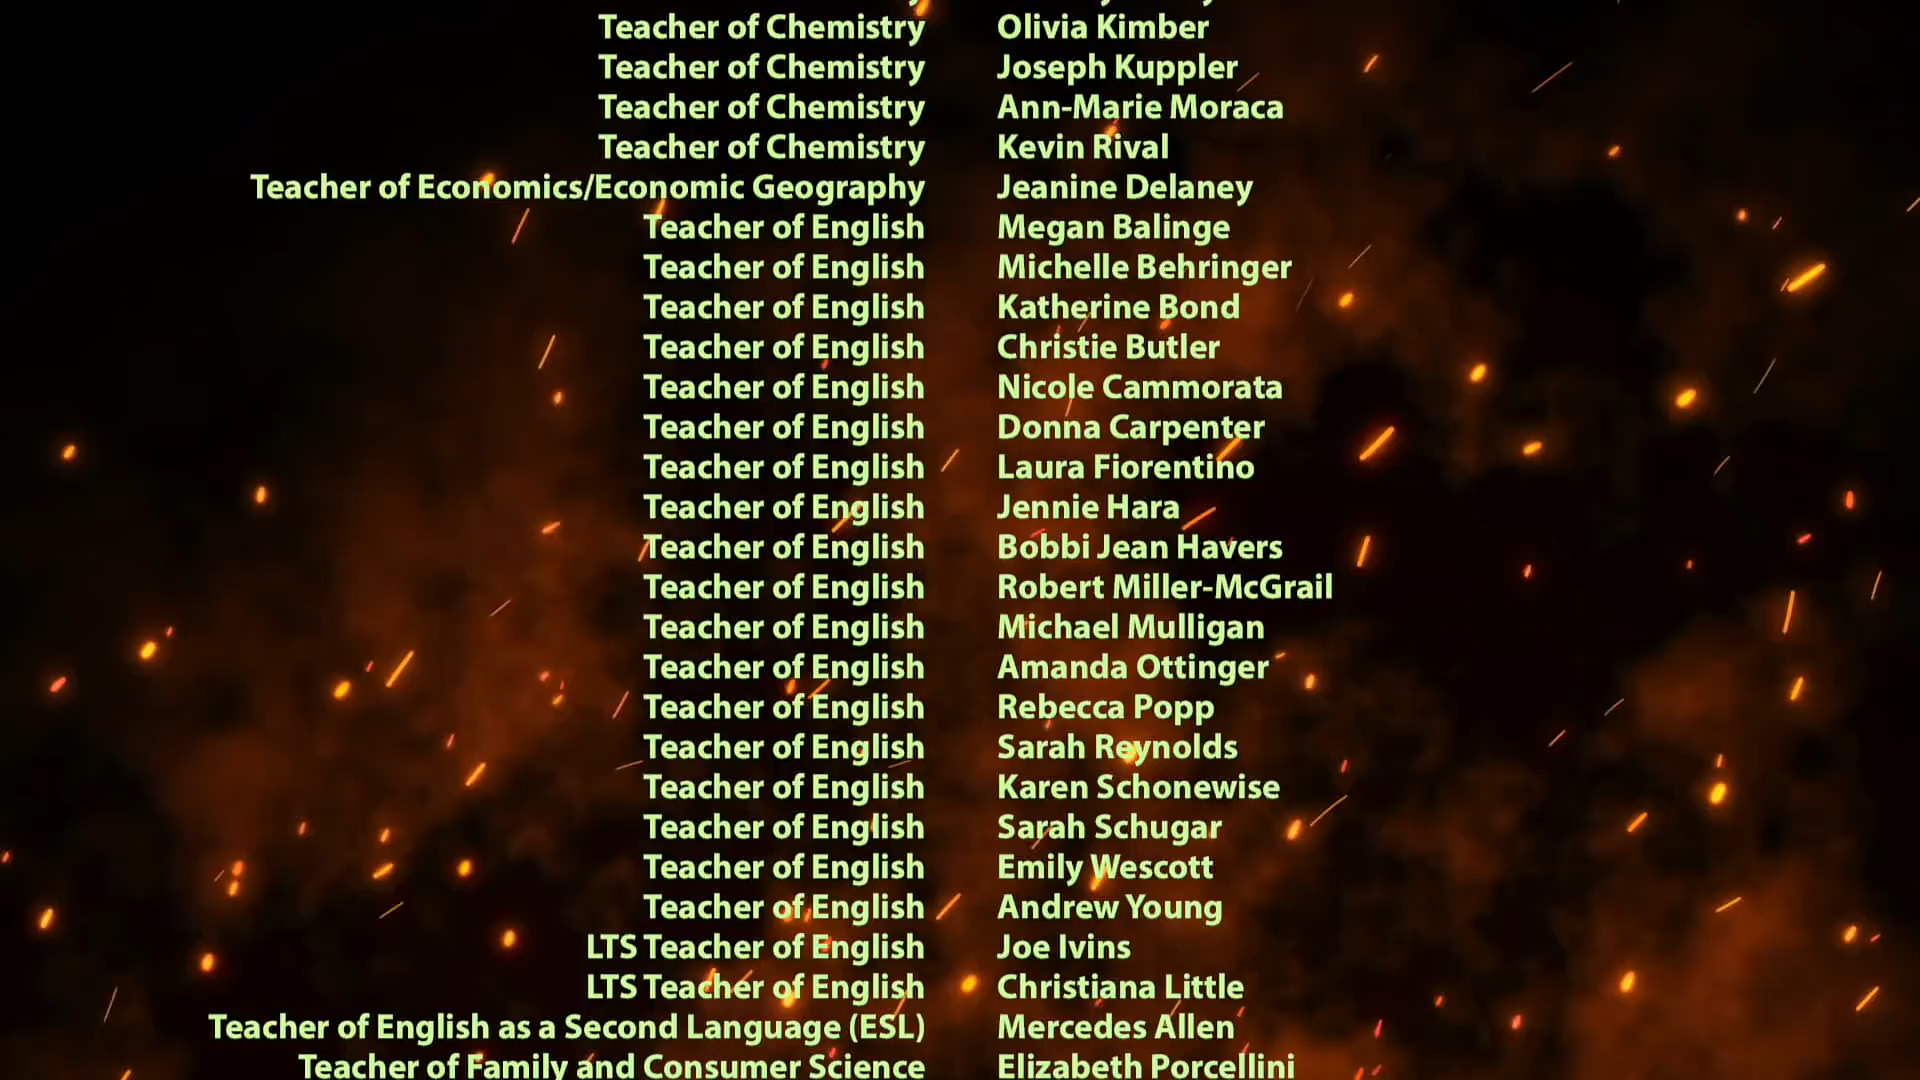 Teacher of Chemistry Olivia Kimber
Teacher of Chemistry Joseph Kuppler
Teacher of Chemistry Ann-Marie Moraca
Teacher of Chemistry Kevin Rival
Teacher of Economics/Economic Geography Jeanine Delaney
Teacher of English Megan Balinge
Teacher of English Michelle Behringer
Teacher of English Katherine Bond
Teacher of English Christie Butler
Teacher of English Nicole Cammorata
Teacher of English Donna Carpenter
Teacher of English Laura Fiorentino
Teacher of English Jennie Hara
Teacher of English Bobbi Jean Havers
Teacher of English Robert Miller-McGrail
Teacher of English Michael Mulligan
Teacher of English Amanda Ottinger
Teacher of English Rebecca Popp
Teacher of English Sarah Reynolds
Teacher of English Karen Schonewise
Teacher of English Sarah Schugar
Teacher of English Emily Wescott
Teacher of English Andrew Young
LTS Teacher of English Joe Ivins
LTS Teacher of English Christiana Little
Teacher of English as a Second Language (ESL) Mercedes Allen
Teacher of Family and Consumer Science Elizabeth Porcellini